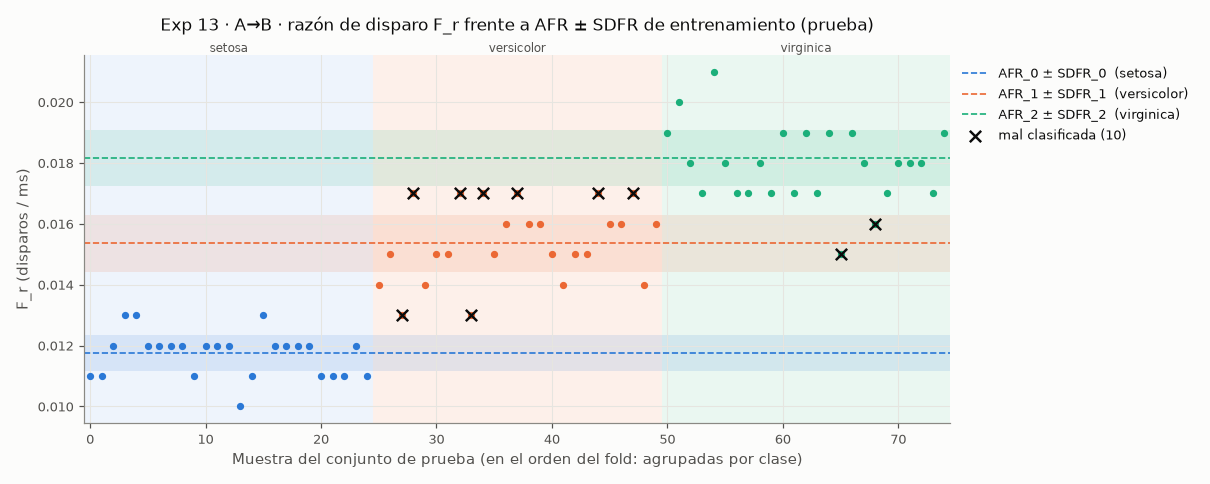 Exp 13 · A→B · razón de disparo F_r frente a AFR ± SDFR de entrenamiento (prueba)
setosa versicolor virginica
AFR_0 ± SDFR_0 (setosa)
AFR_1 ± SDFR_1 (versicolor)
AFR_2 ± SDFR_2 (virginica)
mal clasificada (10)
F_r (disparos / ms)
0.020
0.018
0.016
0.014
0.012
0.010
0 10 20 30 40 50 60 70
Muestra del conjunto de prueba (en el orden del fold: agrupadas por clase)